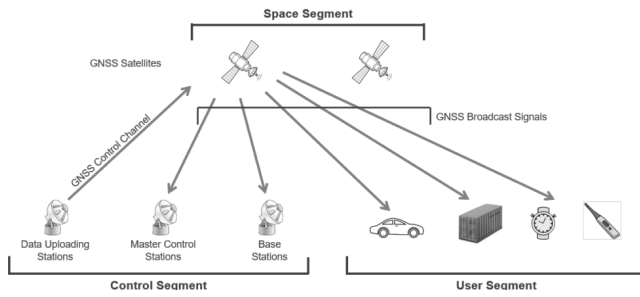 Space Segment
GNSS Satellites
GNSS Broadcast Signals
GNSS Control Channel
Data Uploading
Stations
Master Control
Stations
Base
Stations
Control Segment
User Segment